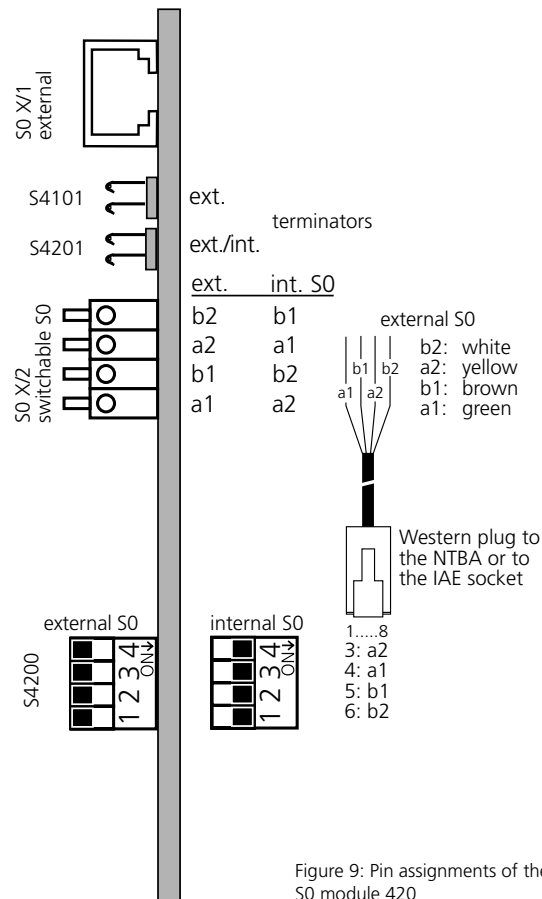 S0 X/1
external
S4101
ext.
terminators
S4201
ext./int.
ext. int. S0
S0 X/2
switchable S0
b2 b1
a2 a1
b1 b2
a1 a2
external S0
b2: white
a2: yellow
b1: brown
a1: green
a1 b1 a2 b2
Western plug to
the NTBA or to
the IAE socket
1.....8
3: a2
4: a1
5: b1
6: b2
external S0
S4200
1 2 3 4
ON
internal S0
1 2 3 4
ON
Figure 9: Pin assignments of the
S0 module 420